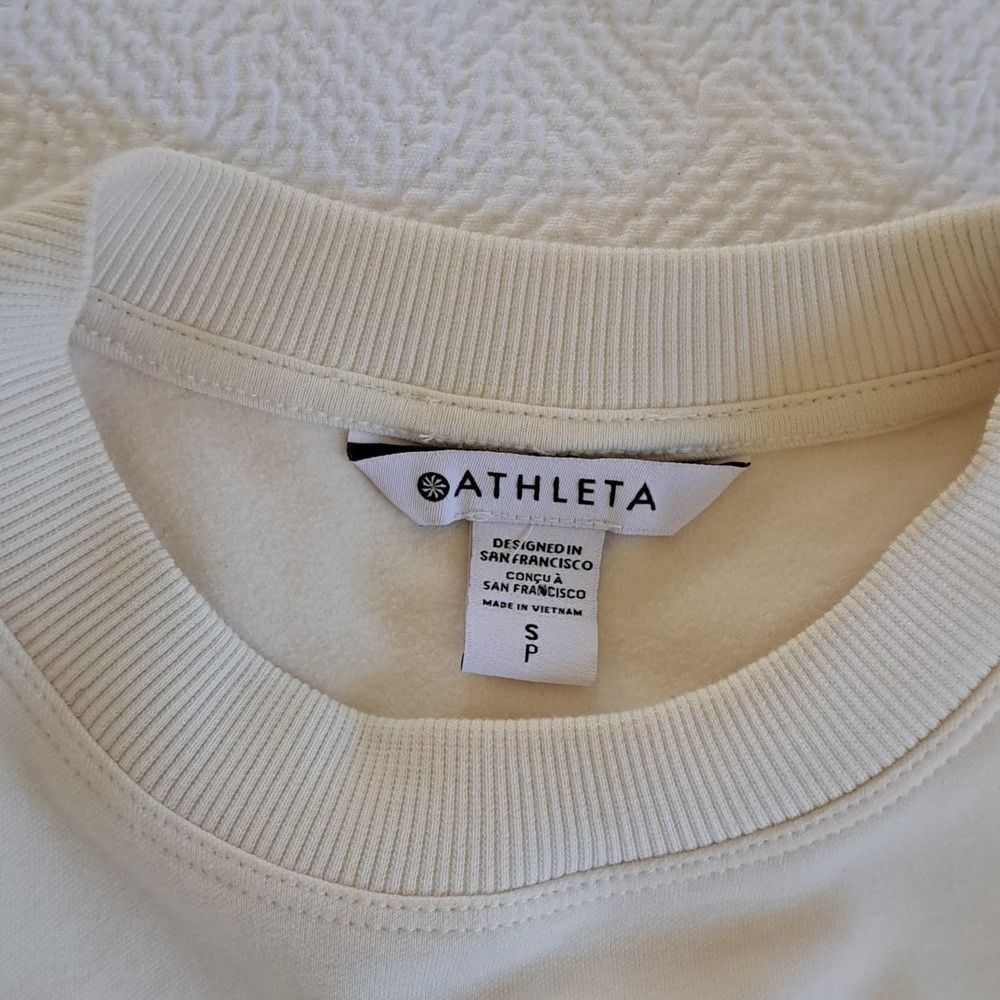 ATHLETA
DESIGNED IN
SAN FRANCISCO
CONÇU À
SAN FRANCISCO
MADE IN VIETNAM
S
P